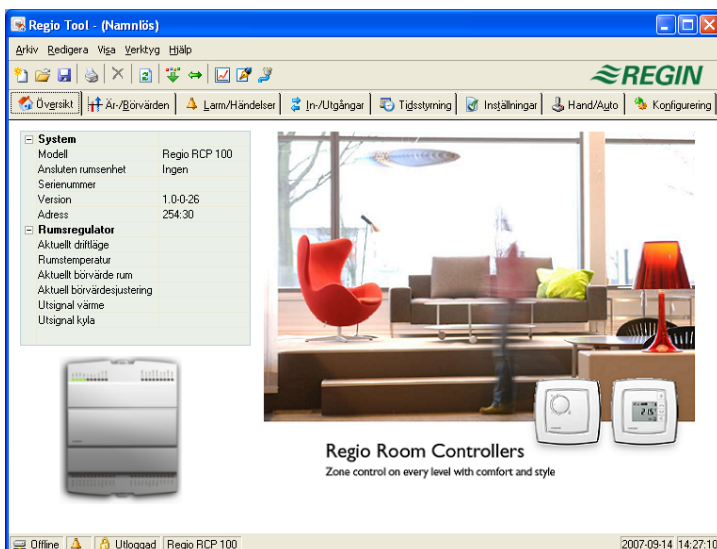 Regio Tool - (Namnlös)
Arkiv Redigera Visa Verktyg Hjälp
REGIN
Översikt Är-/Börvärden Larm/Händelser In-/Utgångar Tidsstyrning Inställningar Hand/Auto Konfigurering
System
Modell Regio RCP 100
Ansluten rumsenhet Ingen
Serienummer
Version 1.0-0-26
Adress 254:30
Rumsregulator
Aktuellt driftläge
Rumstemperatur
Aktuellt börvärde rum
Aktuell börvärdesjustering
Utsignal värme
Utsignal kyla
Regio Room Controllers
Zone control on every level with comfort and style
Offline Utloggad Regio RCP 100 2007-09-14 14:27:10